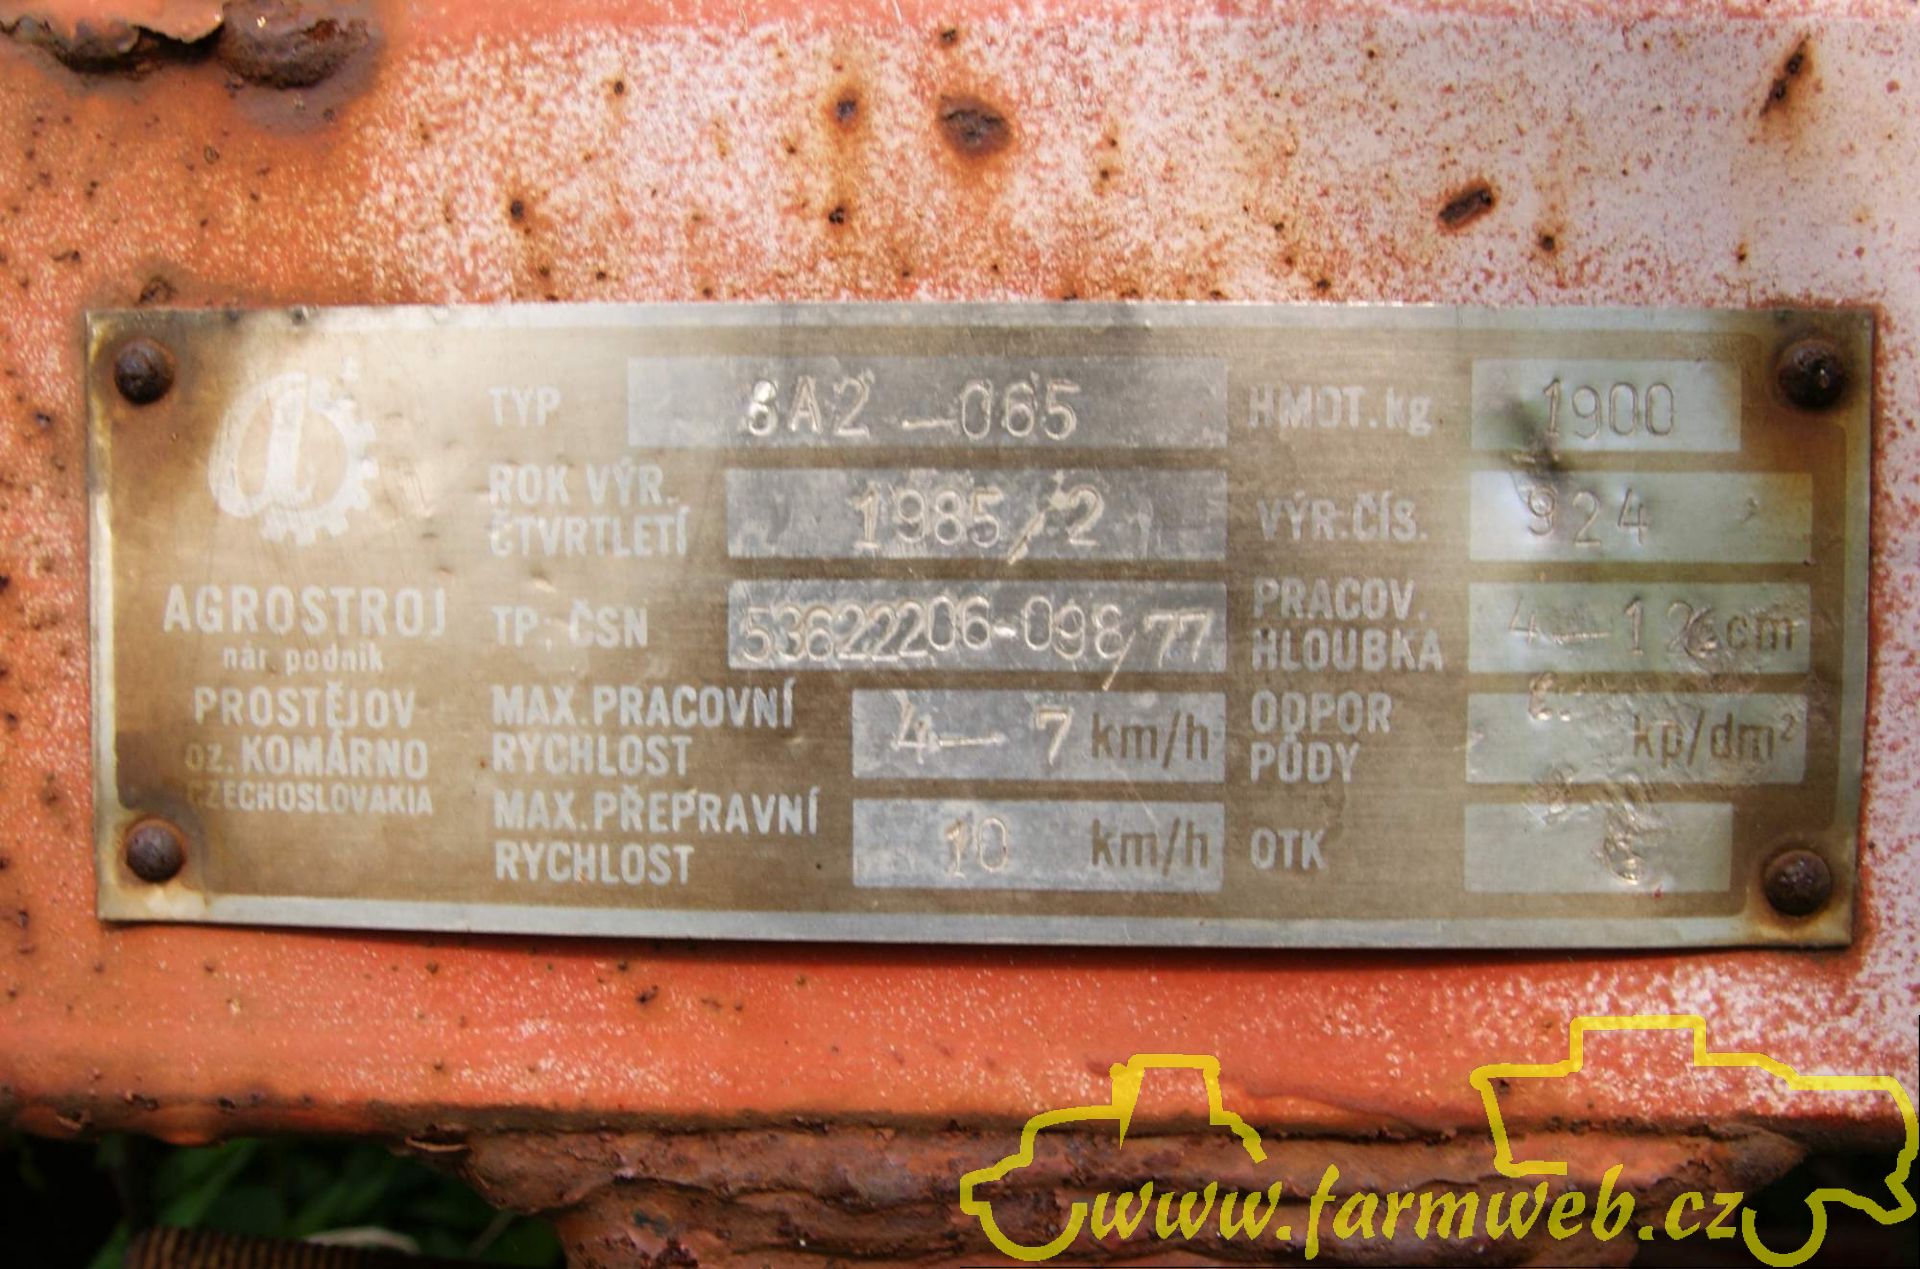 TYP 6A2-065 HMOT.kg. 1900
ROK VÝR. ČTVRTLETÍ 1985/2 VÝR.ČÍS. 924
AGROSTROJ
nár. podnik
PROSTĚJOV
oz. KOMÁRNO
CZECHOSLOVAKIA
TP, ČSN 53622206-098/77
PRACOV.
HLOUBKA 4 — cm
MAX.PRACOVNÍ
RYCHLOST 4 — 7 km/h
ODPOR
PŮDY kp/dm²
MAX.PŘEPRAVNÍ
RYCHLOST 10 km/h
OTK
www.farmweb.cz